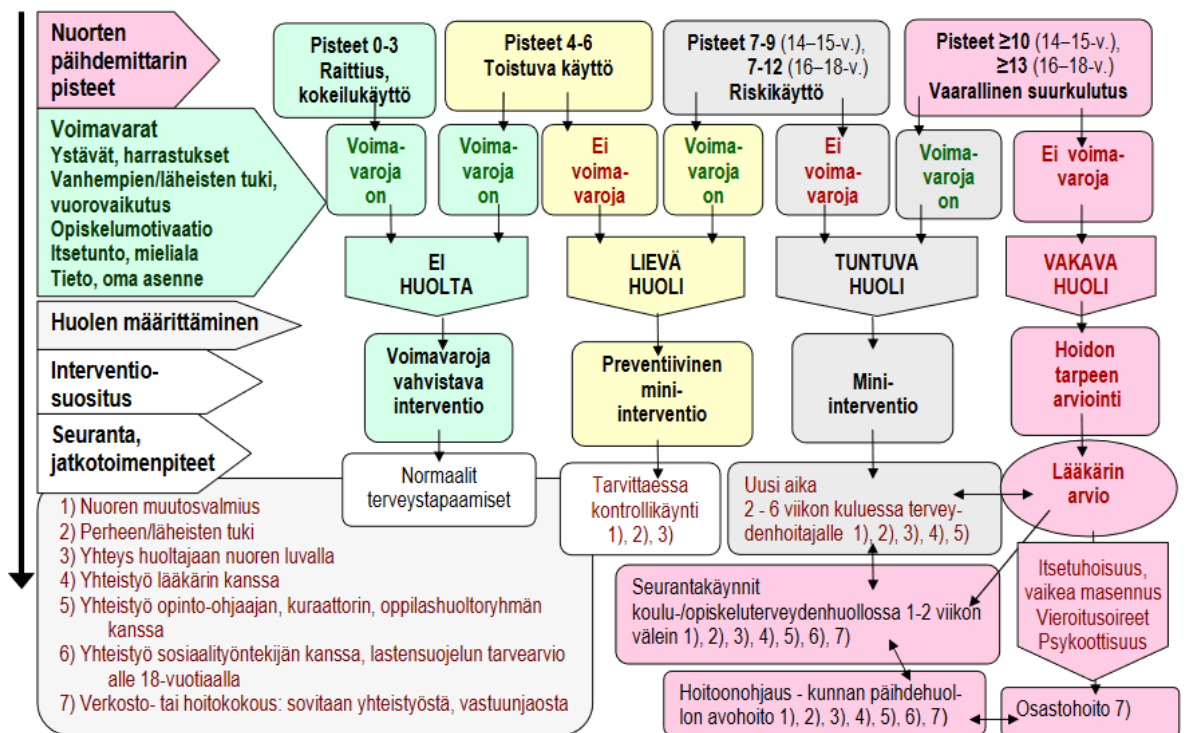 Nuorten
päihdemittarin
pisteet
Pisteet 0-3
Raittius,
kokeilukäyttö
Pisteet 4-6
Toistuva käyttö
Pisteet 7-9 (14–15-v.),
7-12 (16–18-v.)
Riskikäyttö
Pisteet ≥10 (14–15-v.),
≥13 (16–18-v.)
Vaarallinen suurkulutus
Voimavarat
Ystävät, harrastukset
Vanhempien/läheisten tuki,
vuorovaikutus
Opiskelumotivaatio
Itsetunto, mieliala
Tieto, oma asenne
Voima-
varoja
on
Voima-
varoja
on
Ei
voima-
varoja
Voima-
varoja
on
Ei
voima-
varoja
Voima-
varoja
on
Ei voima-
varoja
EI
HUOLTA
LIEVÄ
HUOLI
TUNTUVA
HUOLI
VAKAVA
HUOLI
Huolen määrittäminen
Interventio-
suositus
Voimavaroja
vahvistava
interventio
Preventiivinen
mini-
interventio
Mini-
interventio
Hoidon
tarpeen
arviointi
Seuranta,
jatkotoimenpiteet
Normaalit
terveystapaamiset
Tarvittaessa
kontrollikäynti
1), 2), 3)
Uusi aika
2 - 6 viikon kuluessa tervey-
denhoitajalle 1), 2), 3), 4), 5)
Lääkärin
arvio
1) Nuoren muutosvalmius
2) Perheen/läheisten tuki
3) Yhteys huoltajaan nuoren luvalla
4) Yhteistyö lääkärin kanssa
5) Yhteistyö opinto-ohjaajan, kuraattorin, oppilashuoltoryhmän
kanssa
6) Yhteistyö sosiaalityöntekijän kanssa, lastensuojelun tarvearvio
alle 18-vuotiaalla
7) Verkosto- tai hoitokokous: sovitaan yhteistyöstä, vastuunjaosta
Seurantakäynnit
koulu-/opiskeluterveydenhuollossa 1-2 viikon
välein 1), 2), 3), 4), 5), 6), 7)
Itsetuhoisuus,
vaikea masennus
Vieroitusoireet
Psykoottisuus
Hoitoonohjaus - kunnan päihdehuol-
lon avohoito 1), 2), 3), 4), 5), 6), 7)
Osastohoito 7)